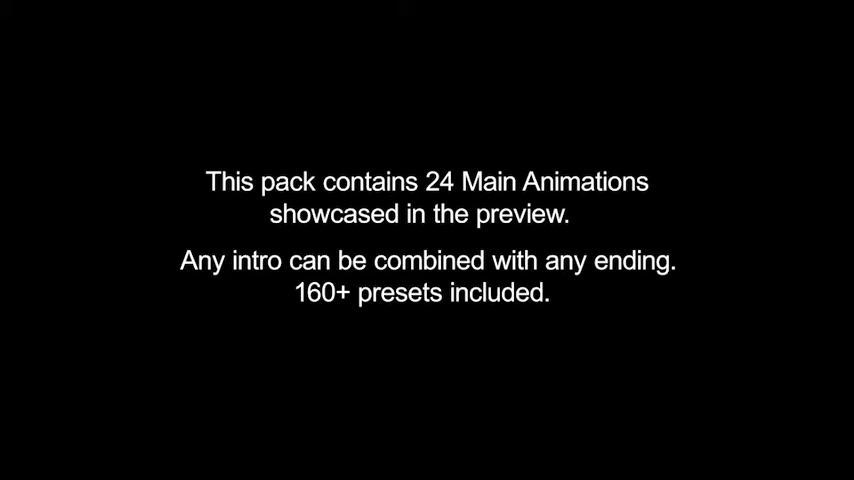 This pack contains 24 Main Animations
showcased in the preview.
Any intro can be combined with any ending.
160+ presets included.